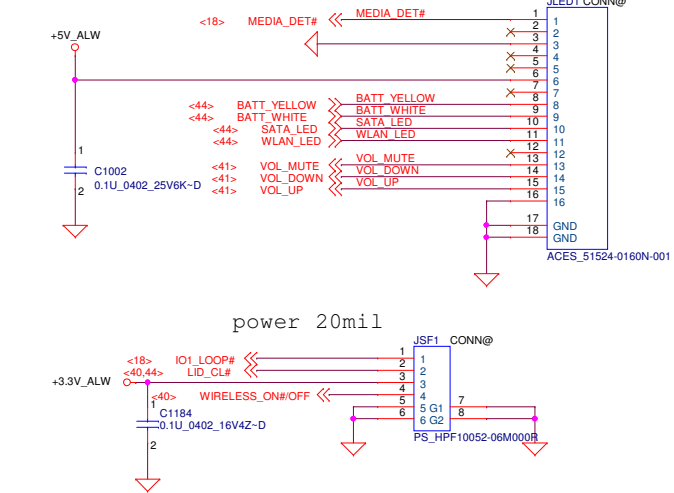 JLED1 CONN@
<18> MEDIA_DET# MEDIA_DET# 1 1
2 2
+5V_ALW
3 3
4 4
5 5
6 6
7 7
<44> BATT_YELLOW BATT_YELLOW 8 8
<44> BATT_WHITE BATT_WHITE 9 9
<44> SATA_LED SATA_LED 10 10
<44> WLAN_LED WLAN_LED 11 11
12 12
<41> VOL_MUTE VOL_MUTE 13 13
<41> VOL_DOWN VOL_DOWN 14 14
<41> VOL_UP VOL_UP 15 15
16 16
1
C1002
0.1U_0402_25V6K~D
2
17 GND
18 GND
ACES_51524-0160N-001
power 20mil
JSF1 CONN@
<18> IO1_LOOP# 1 1
<40,44> LID_CL# 2 2
+3.3V_ALW 3 3
<40> WIRELESS_ON#/OFF 4 4
5 5 G1 7
6 6 G2 8
1
C1184
0.1U_0402_16V4Z~D
2
PS_HPF10052-06M000R